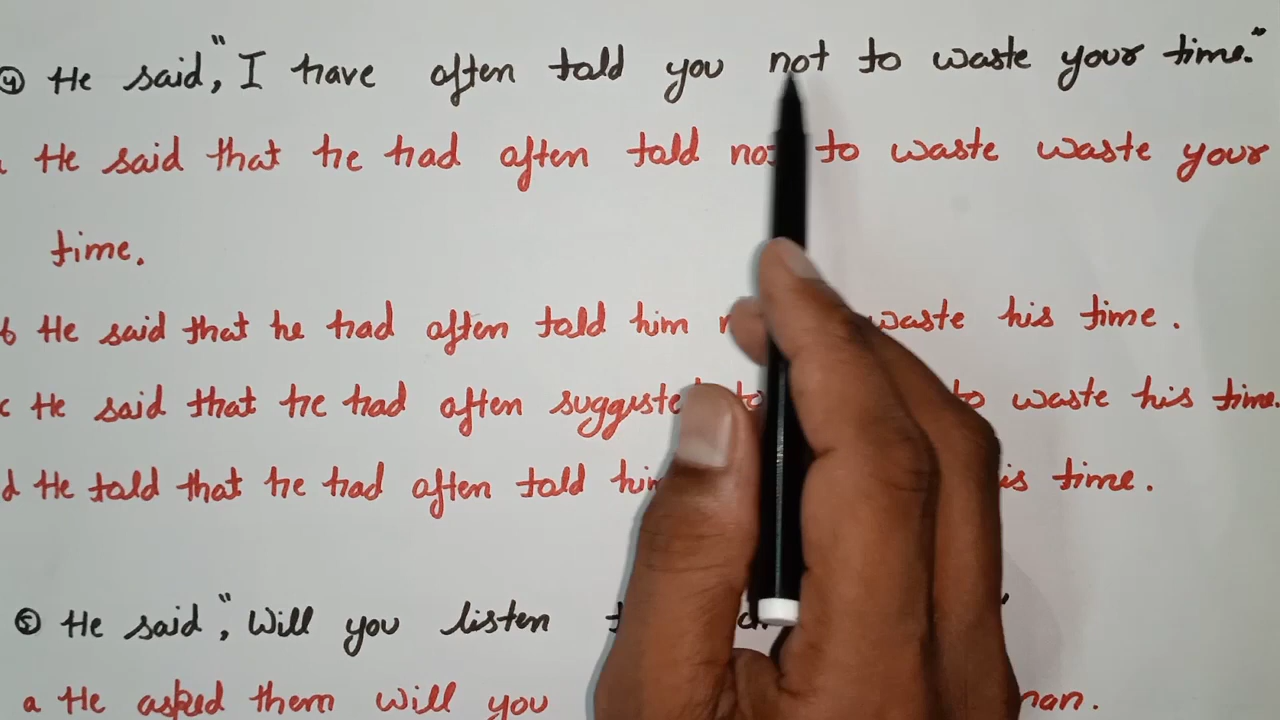 ④ He said, "I have often told you not to waste your time."
He said that he had often told not to waste waste your
time.
b He said that he had often told him waste his time.
c He said that he had often to waste his time.
d He told that he had often told him time.
⑤ He said, "Will you listen
a He asked them will you